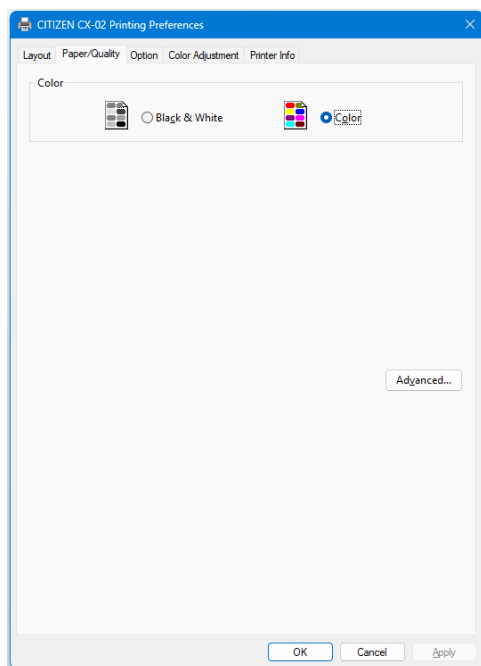 CITIZEN CX-02 Printing Preferences
Layout Paper/Quality Option Color Adjustment Printer Info
Color
Black & White Color
Advanced...
OK Cancel Apply